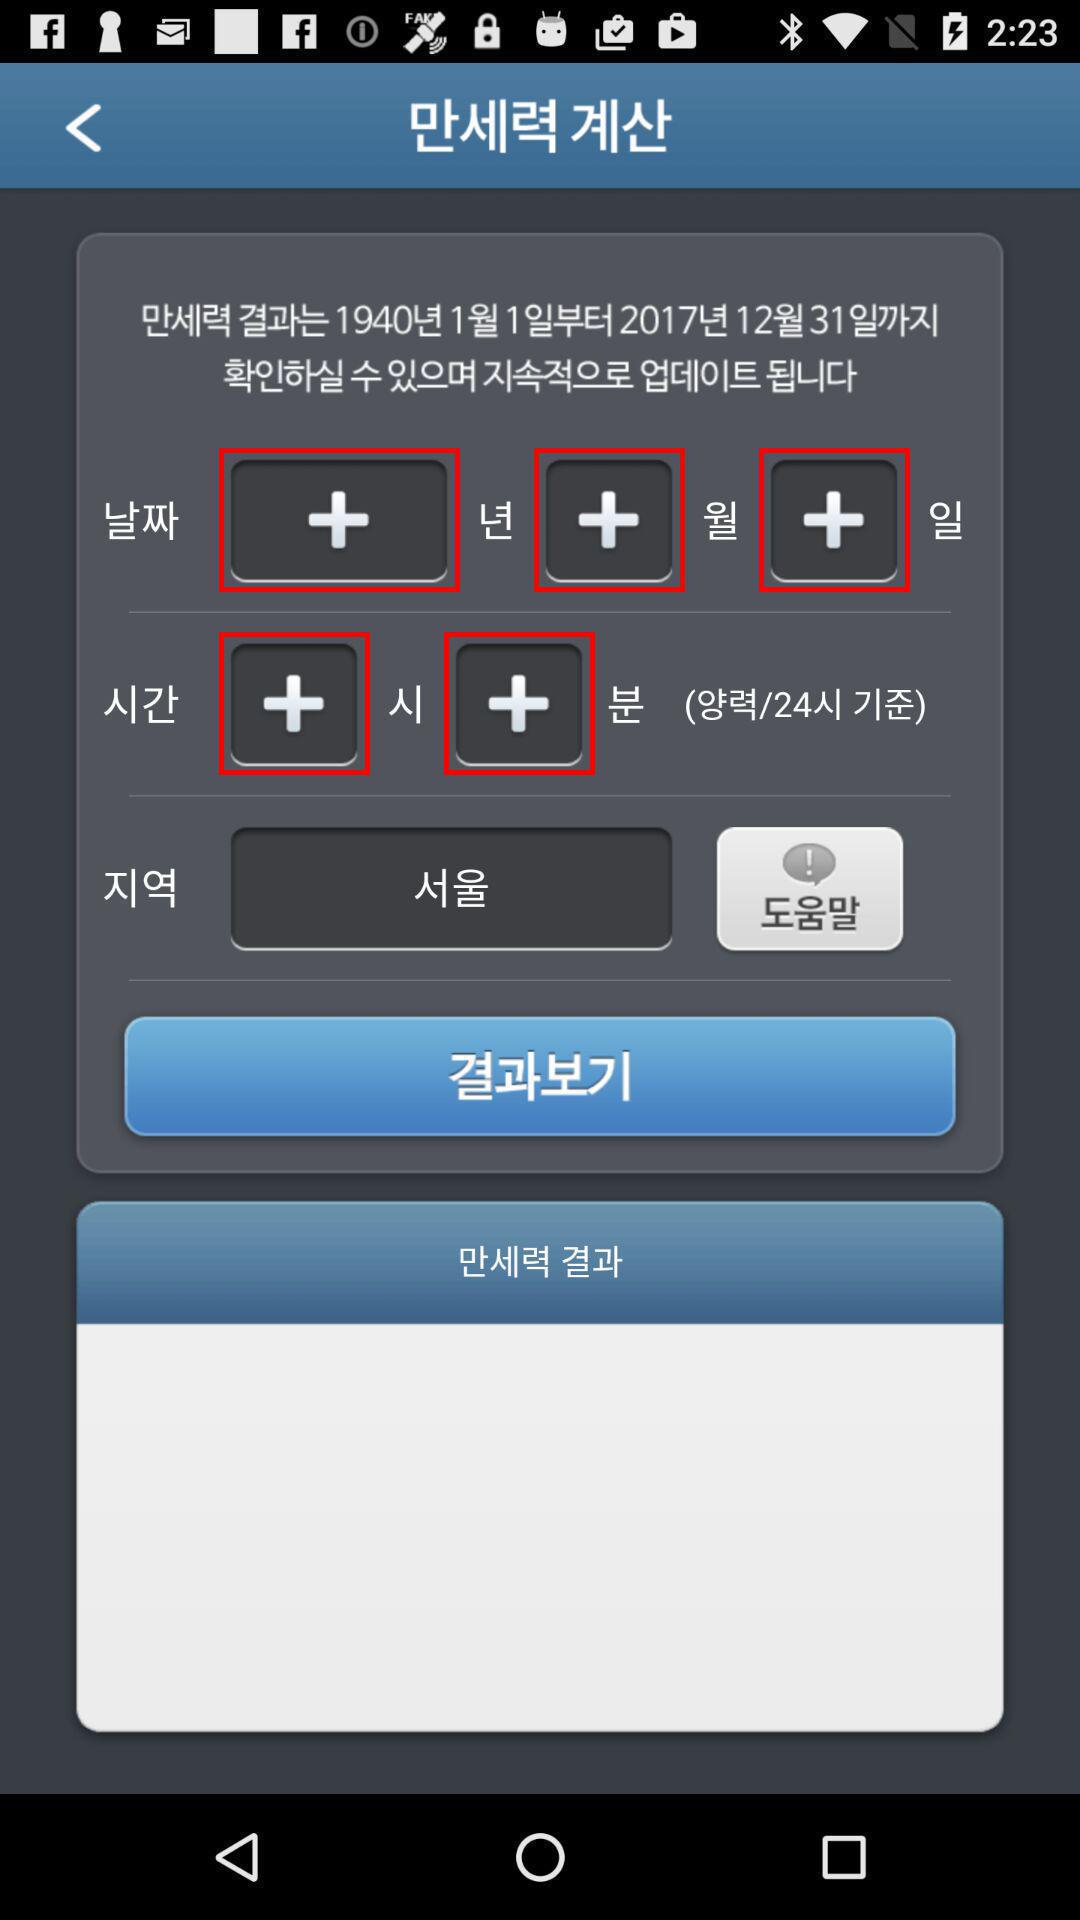 FAKE
2:23
만세력 계산
만세력 결과는 1940년 1월 1일부터 2017년 12월 31일까지
확인하실 수 있으며 지속적으로 업데이트 됩니다
날짜 + 년 + 월 + 일
시간 + 시 + 분 (양력/24시 기준)
지역 서울 도움말
결과보기
만세력 결과